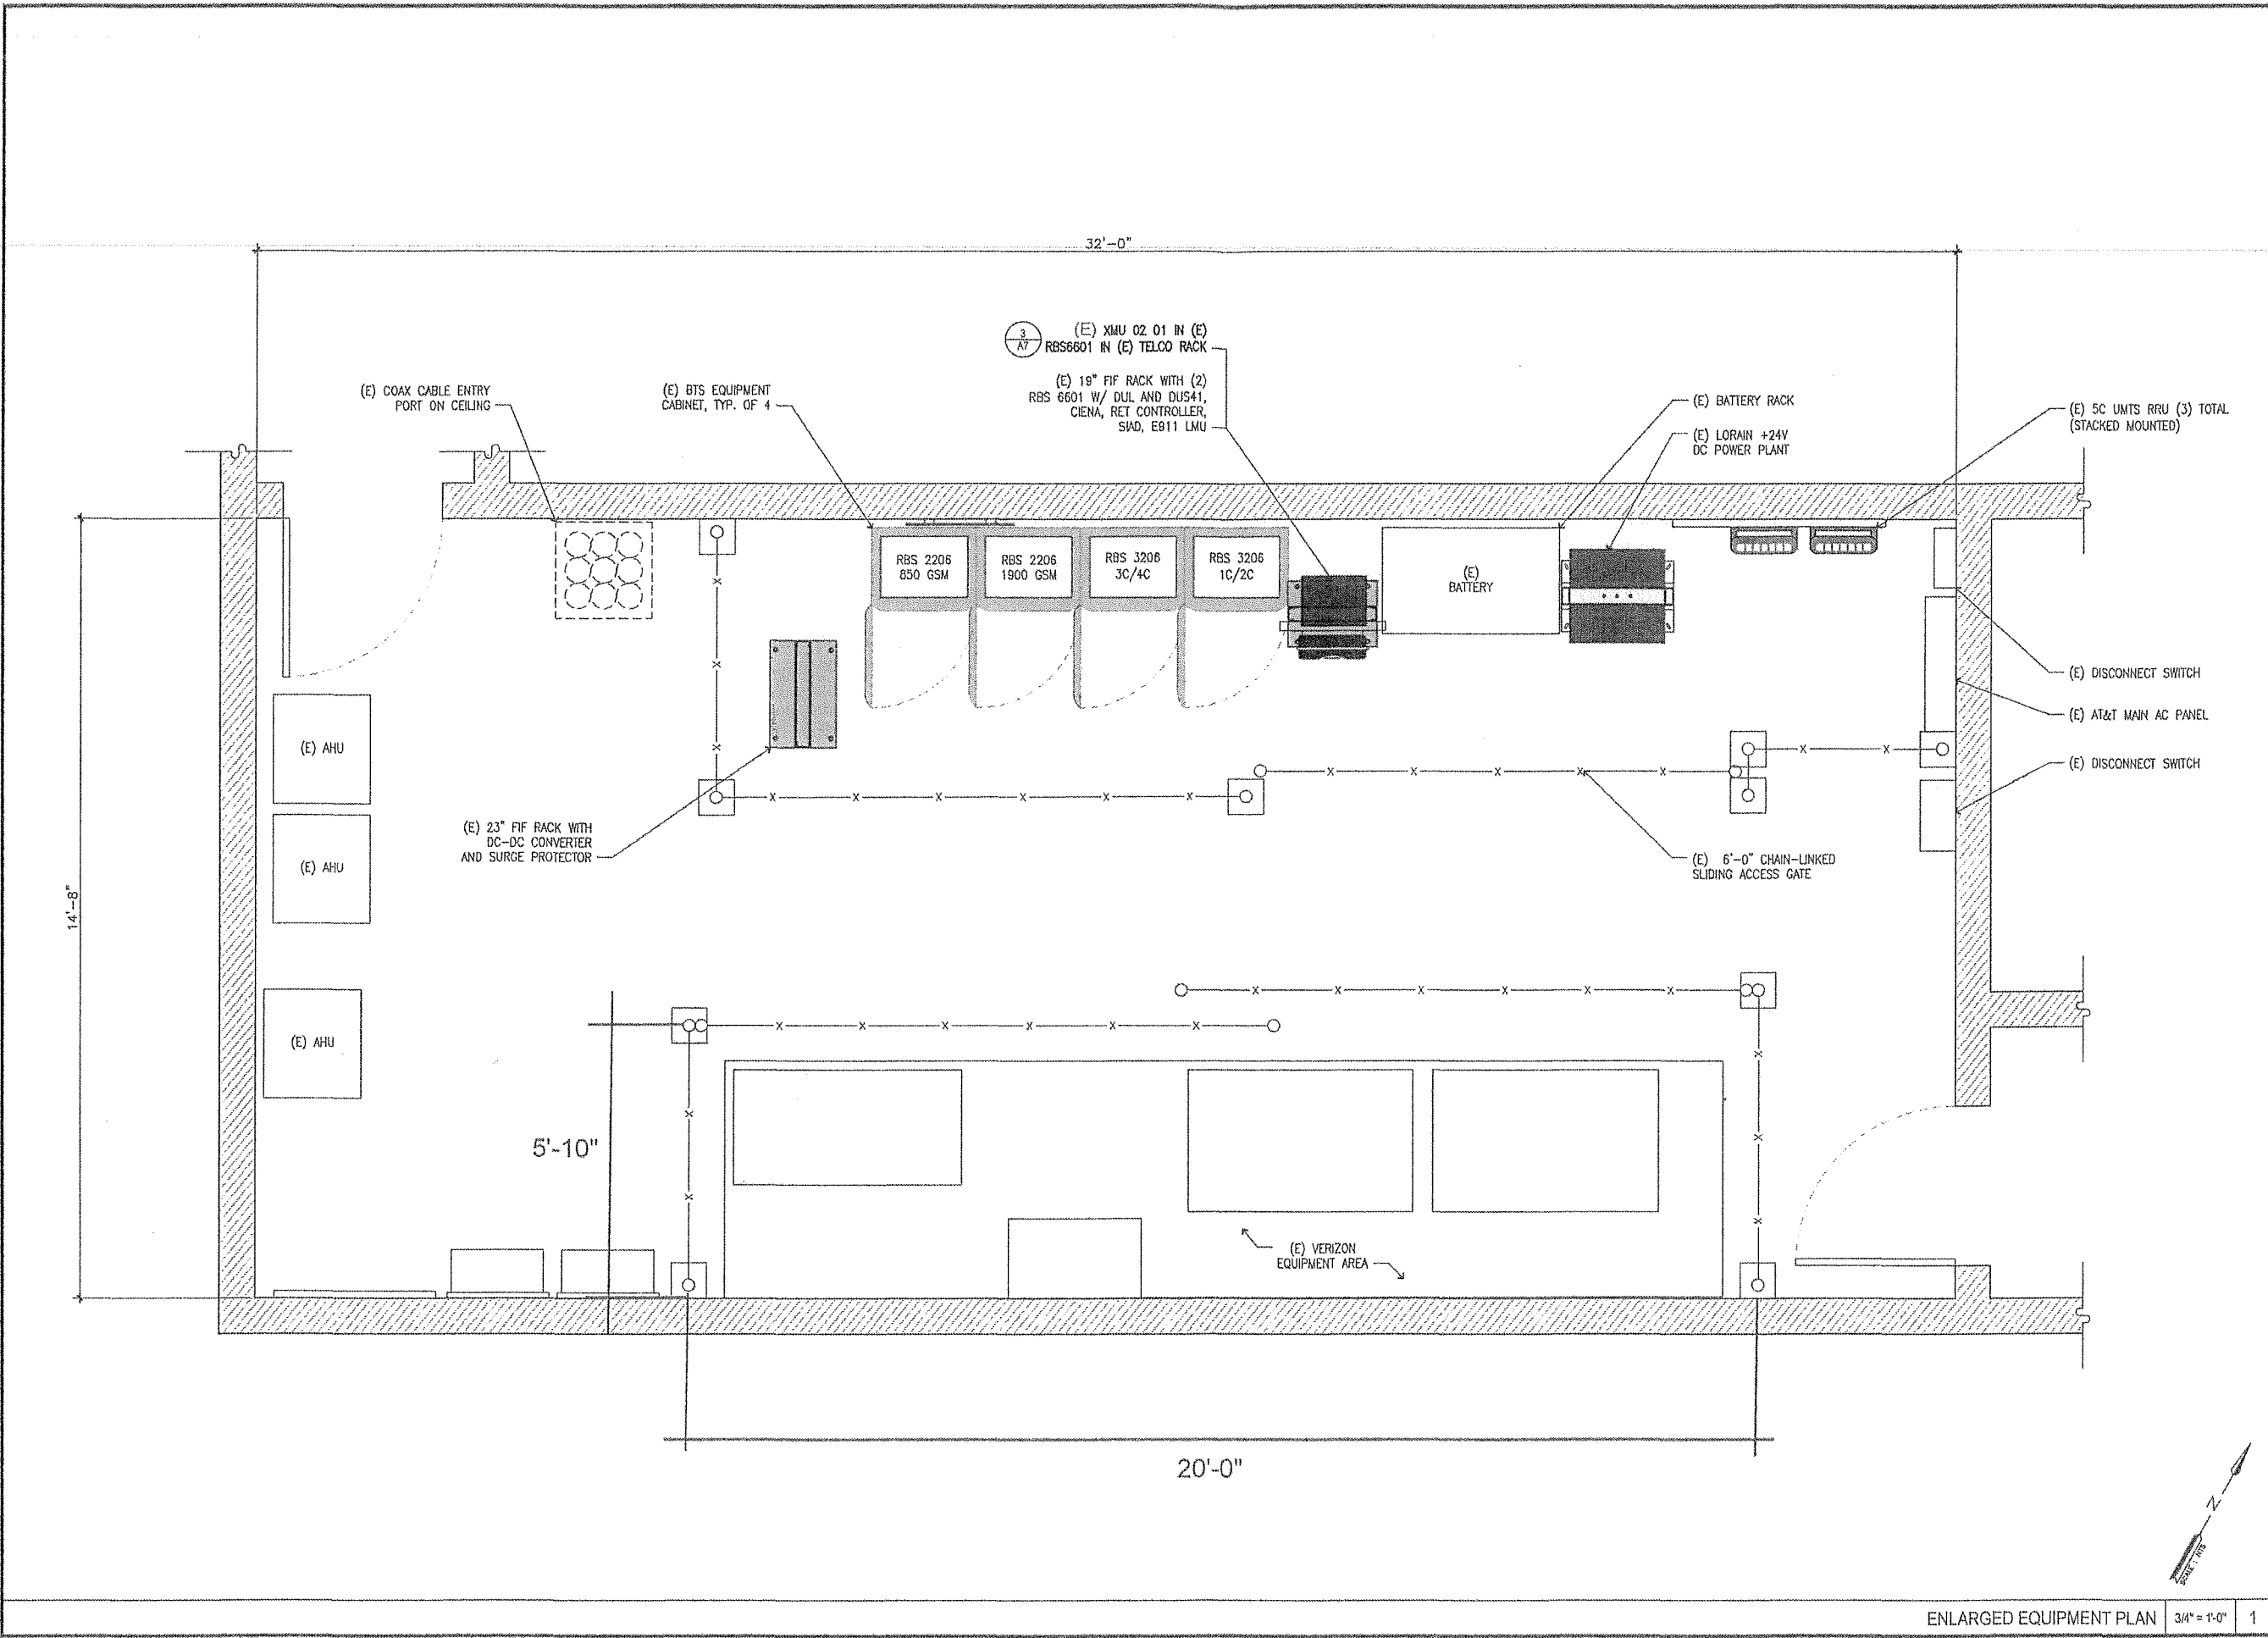 32'-0"
3
A7
(E) XMU 02 01 IN (E)
RBS6601 IN (E) TELCO RACK
(E) 19" FIF RACK WITH (2)
RBS 6601 W/ DUL AND DUS41,
CIENA, RET CONTROLLER,
SIAD, E911 LMU
(E) COAX CABLE ENTRY
PORT ON CEILING
(E) BTS EQUIPMENT
CABINET, TYP. OF 4
(E) BATTERY RACK
(E) LORAIN +24V
DC POWER PLANT
(E) 5C UMTS RRU (3) TOTAL
(STACKED MOUNTED)
RBS 2206
850 GSM
RBS 2206
1900 GSM
RBS 3206
3C/4C
RBS 3206
1C/2C
(E)
BATTERY
(E) DISCONNECT SWITCH
(E) AT&T MAIN AC PANEL
(E) DISCONNECT SWITCH
(E) AHU
(E) AHU
(E) AHU
(E) 23" FIF RACK WITH
DC-DC CONVERTER
AND SURGE PROTECTOR
(E) 6'-0" CHAIN-LINKED
SLIDING ACCESS GATE
14'-8"
5'-10"
(E) VERIZON
EQUIPMENT AREA
20'-0"
N
SCALE : NTS
ENLARGED EQUIPMENT PLAN
3/4" = 1'-0"
1